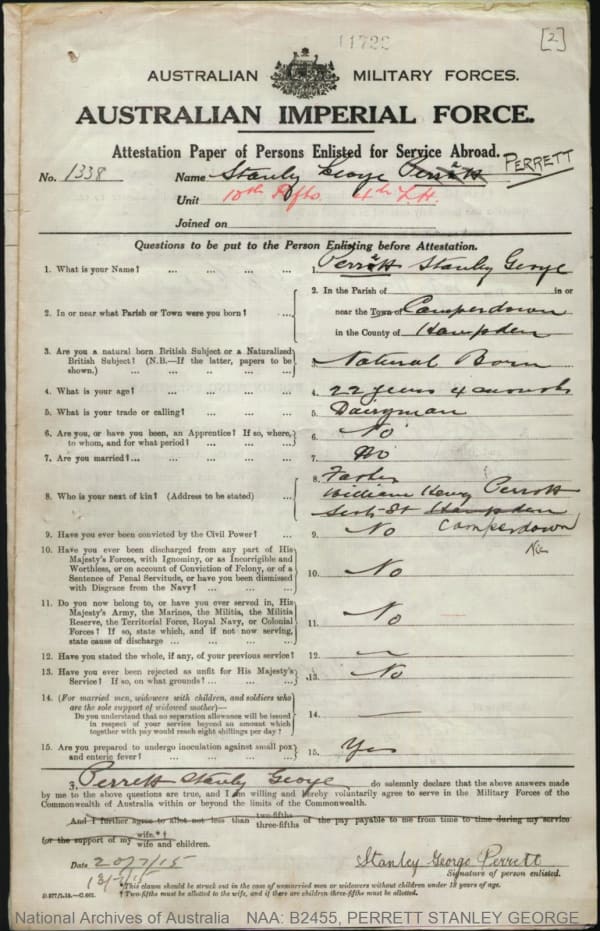 11722
[2]
AUSTRALIAN MILITARY FORCES.
AUSTRALIAN IMPERIAL FORCE.
Attestation Paper of Persons Enlisted for Service Abroad.
PERRETT
No. 1338 Name Stanly George
Unit 10th Rfts 4th L.H.
Joined on
Questions to be put to the Person Enlisting before Attestation.
1. What is your Name? ... ... ... ... 1. Perrett Stanly George
2. In or near what Parish or Town were you born? ... 2. In the Parish of in or
near the Town of Camperdown
in the County of Hampden
3. Are you a natural born British Subject or a Naturalized
British Subject? (N.B.—If the latter, papers to be
shown.) ... ... ... ... 3. Natural Born
4. What is your age? ... ... ... ... 4. 22 years 4 months
5. What is your trade or calling? ... ... ... 5. Dairyman
6. Are you, or have you been, an Apprentice? If so, where,
to whom, and for what period? ... ... ... 6. No
7. Are you married?... ... ... ... 7. No
8. Who is your next of kin? (Address to be stated) ... 8. Father
William Henry Perrett
St Hampden
Camperdown
9. Have you ever been convicted by the Civil Power? ... 9. No
10. Have you ever been discharged from any part of His
Majesty's Forces, with Ignominy, or as Incorrigible and
Worthless, or on account of Conviction of Felony, or of a
Sentence of Penal Servitude, or have you been dismissed
with Disgrace from the Navy? ... ... ... 10. No
11. Do you now belong to, or have you ever served in, His
Majesty's Army, the Marines, the Militia, the Militia
Reserve, the Territorial Force, Royal Navy, or Colonial
Forces? If so, state which, and if not now serving,
state cause of discharge ... ... ... ... 11. No
12. Have you stated the whole, if any, of your previous service? 12. —
13. Have you ever been rejected as unfit for His Majesty's
Service? If so, on what grounds? ... ... ... 13. No
14. (For married men, widowers with children, and soldiers who
are the sole support of widowed mother)—
Do you understand that no separation allowance will be issued
in respect of your service beyond an amount which
together with pay would reach eight shillings per day? 14. —
15. Are you prepared to undergo inoculation against small pox
and enteric fever? ... ... ... ... 15. Yes
I, Perrett Stanly George do solemnly declare that the above answers made
by me to the above questions are true, and I am willing and hereby voluntarily agree to serve in the Military Forces of the
Commonwealth of Australia within or beyond the limits of the Commonwealth.
And I further agree to allot not less than two-fifths three-fifths of the pay payable to me from time to time during my service
for the support of my wife.*† wife and children.
Date 20/7/15
Stanley George Perrett
Signature of person enlisted.
*This clause should be struck out in the case of unmarried men or widowers without children under 18 years of age.
†Two-fifths must be allotted to the wife, and if there are children three-fifths must be allotted.
National Archives of Australia NAA: B2455, PERRETT STANLEY GEORGE